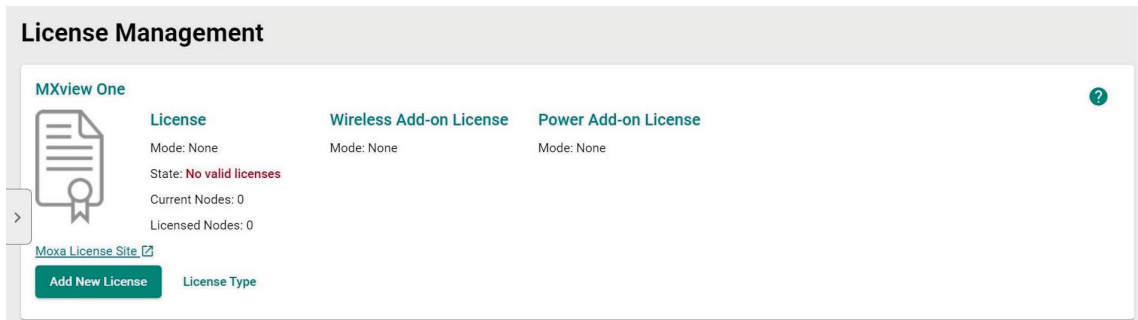 License Management
MXview One
License
Mode: None
State: No valid licenses
Current Nodes: 0
Licensed Nodes: 0
Wireless Add-on License
Mode: None
Power Add-on License
Mode: None
Moxa License Site
Add New License
License Type